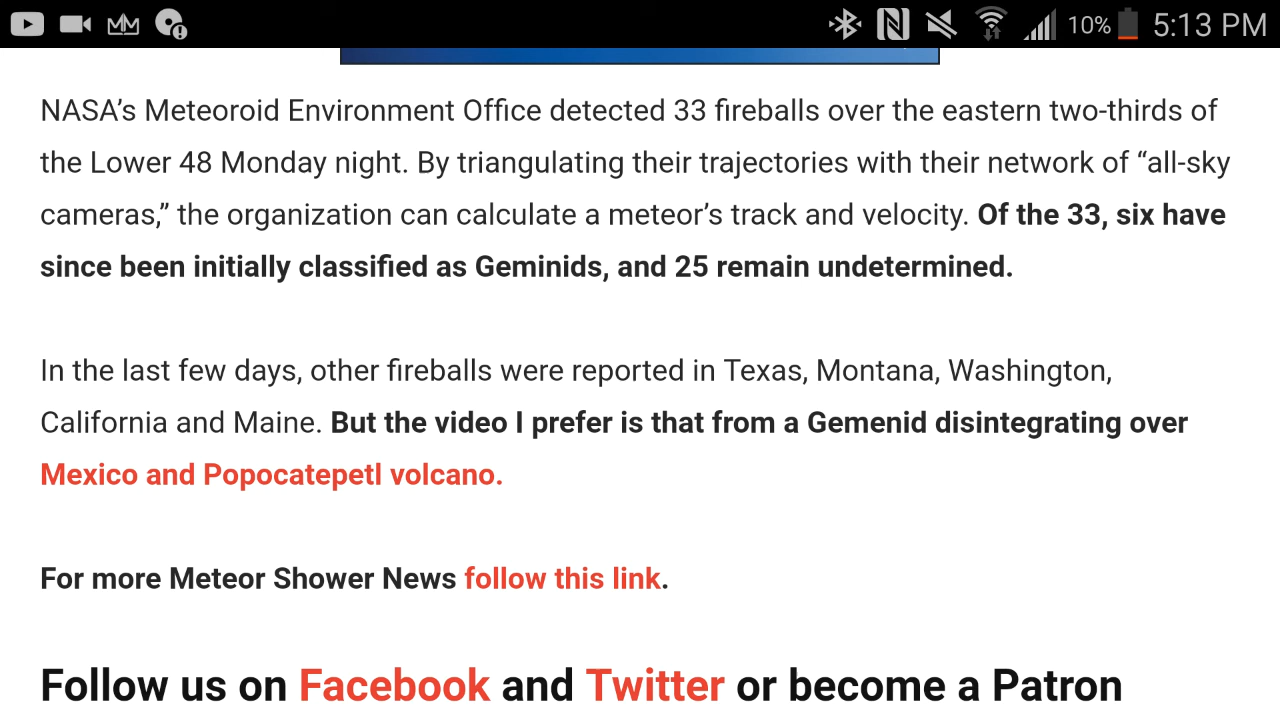 10% 5:13 PM
NASA’s Meteoroid Environment Office detected 33 fireballs over the eastern two-thirds of
the Lower 48 Monday night. By triangulating their trajectories with their network of “all-sky
cameras,” the organization can calculate a meteor’s track and velocity. Of the 33, six have
since been initially classified as Geminids, and 25 remain undetermined.
In the last few days, other fireballs were reported in Texas, Montana, Washington,
California and Maine. But the video I prefer is that from a Gemenid disintegrating over
Mexico and Popocatepetl volcano.
For more Meteor Shower News follow this link.
Follow us on Facebook and Twitter or become a Patron